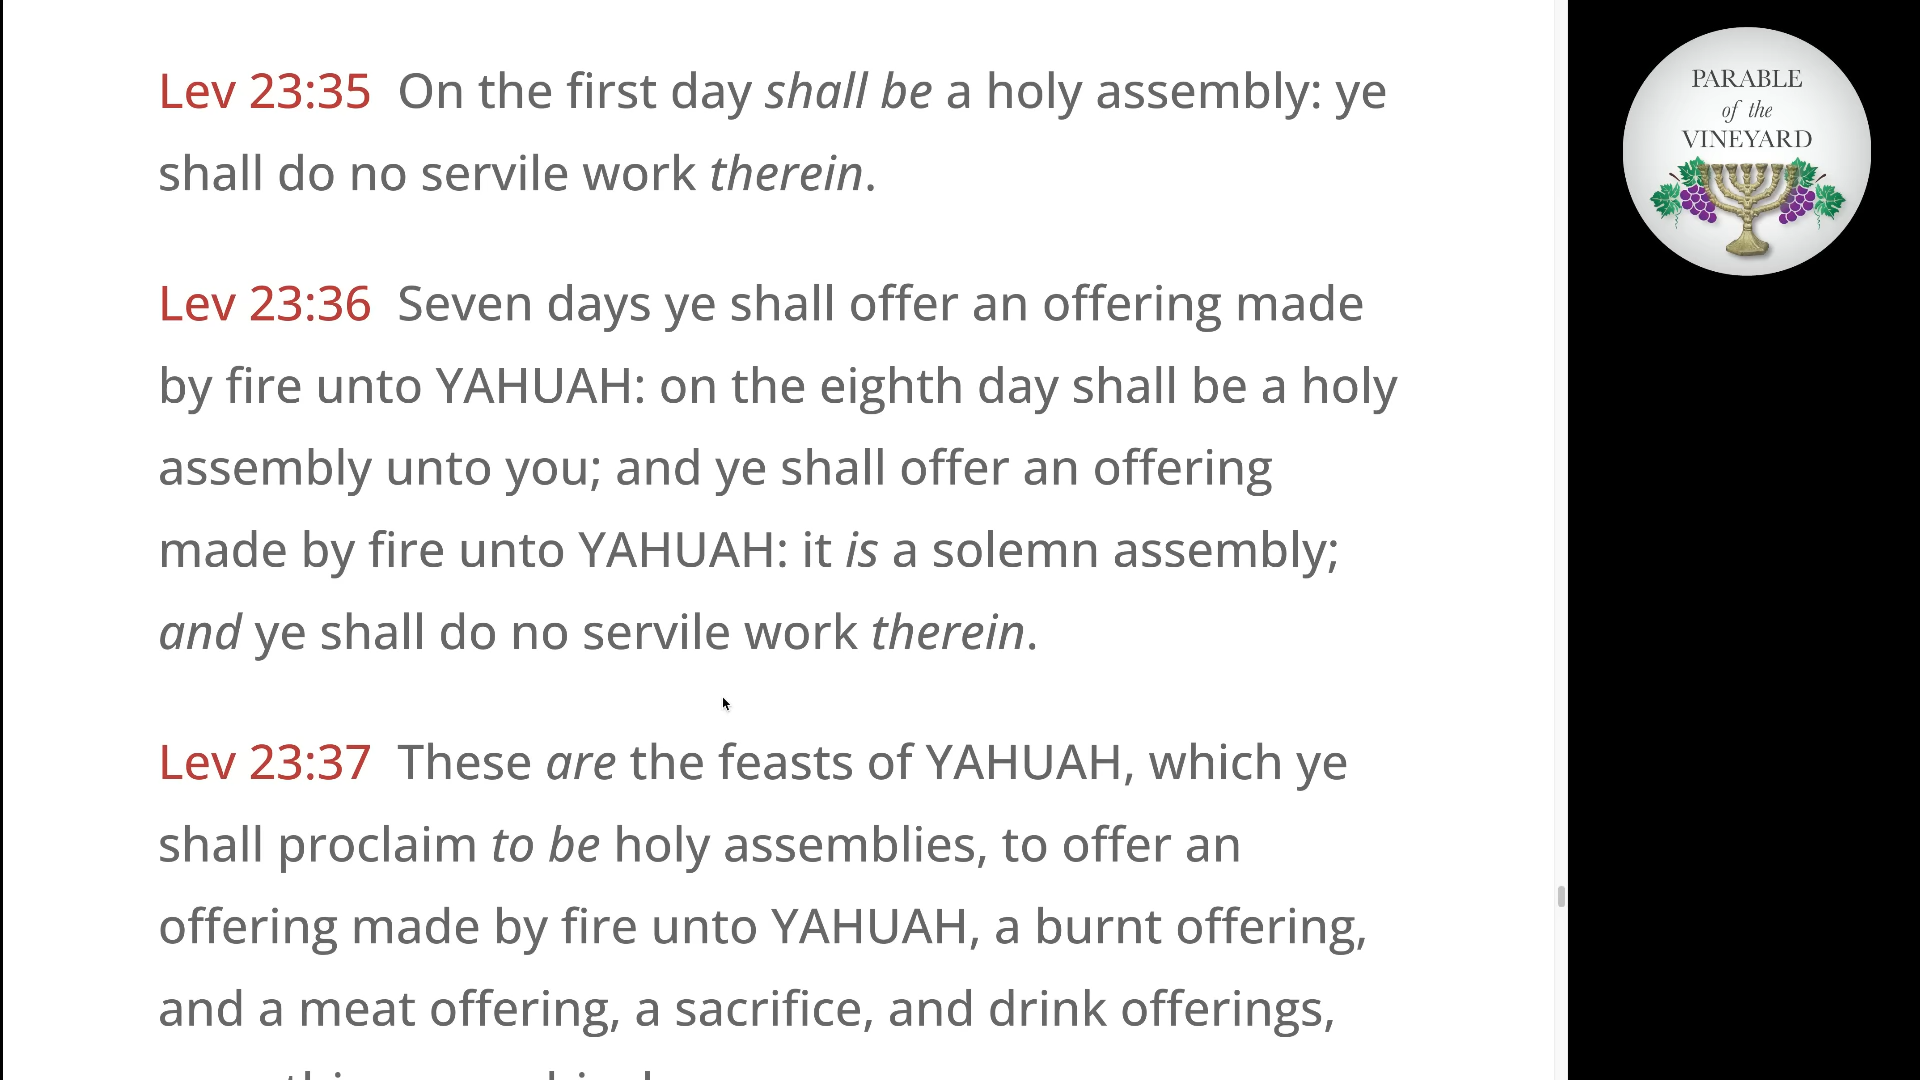 Lev 23:35 On the first day shall be a holy assembly: ye
shall do no servile work therein.
Lev 23:36 Seven days ye shall offer an offering made
by fire unto YAHUAH: on the eighth day shall be a holy
assembly unto you; and ye shall offer an offering
made by fire unto YAHUAH: it is a solemn assembly;
and ye shall do no servile work therein.
Lev 23:37 These are the feasts of YAHUAH, which ye
shall proclaim to be holy assemblies, to offer an
offering made by fire unto YAHUAH, a burnt offering,
and a meat offering, a sacrifice, and drink offerings,
PARABLE
of the
VINEYARD